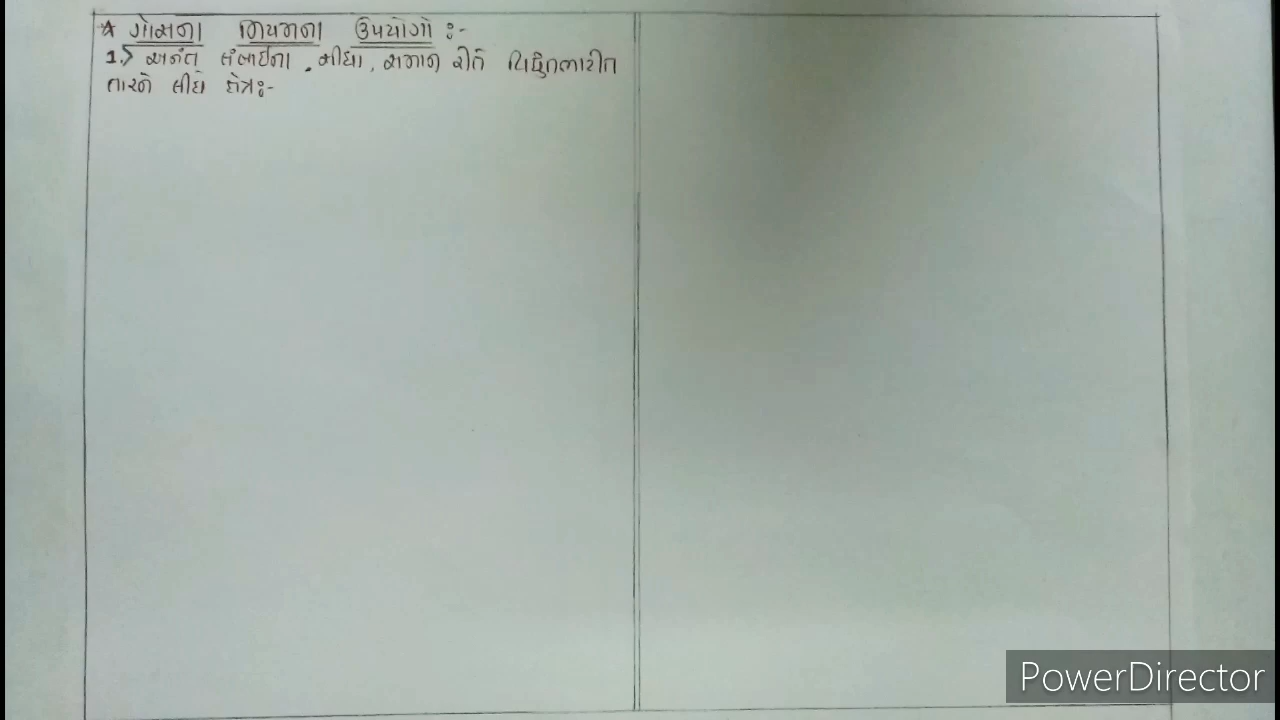 * ગૉસના નિયમના ઉપયોગો :-
1.> અનંત લંબાઈના, સીધા, સમાન રીતે વિદ્યુતભારીત
તારને લીધે ક્ષેત્ર:-
PowerDirector